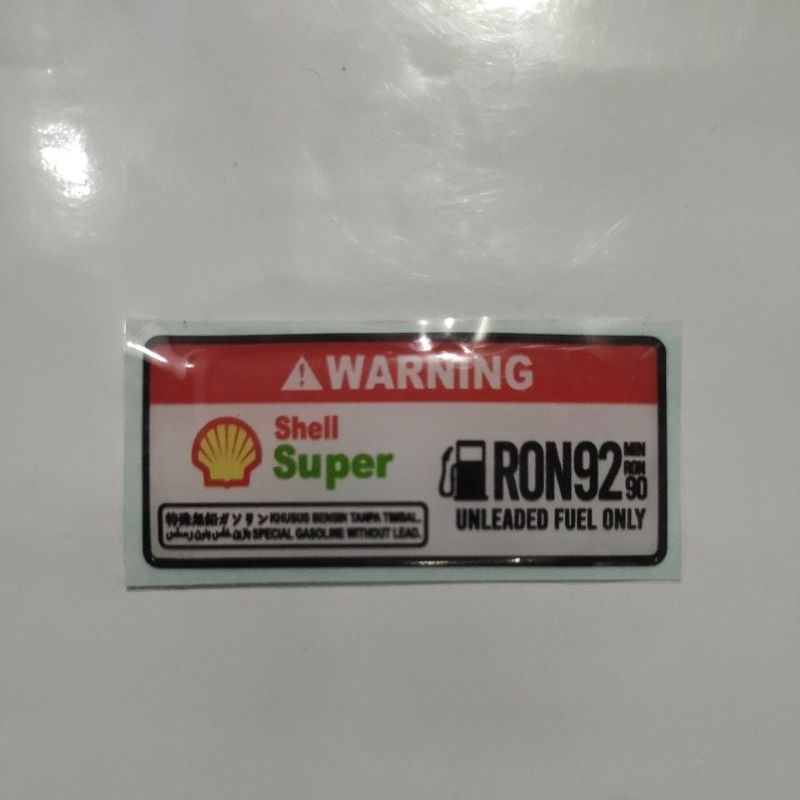 WARNING
Shell
Super
RON92 MIN RON 90
UNLEADED FUEL ONLY
特殊無鉛ガソリン KHUSUS BENSIN TANPA TIMBAL.
SPECIAL GASOLINE WITHOUT LEAD.